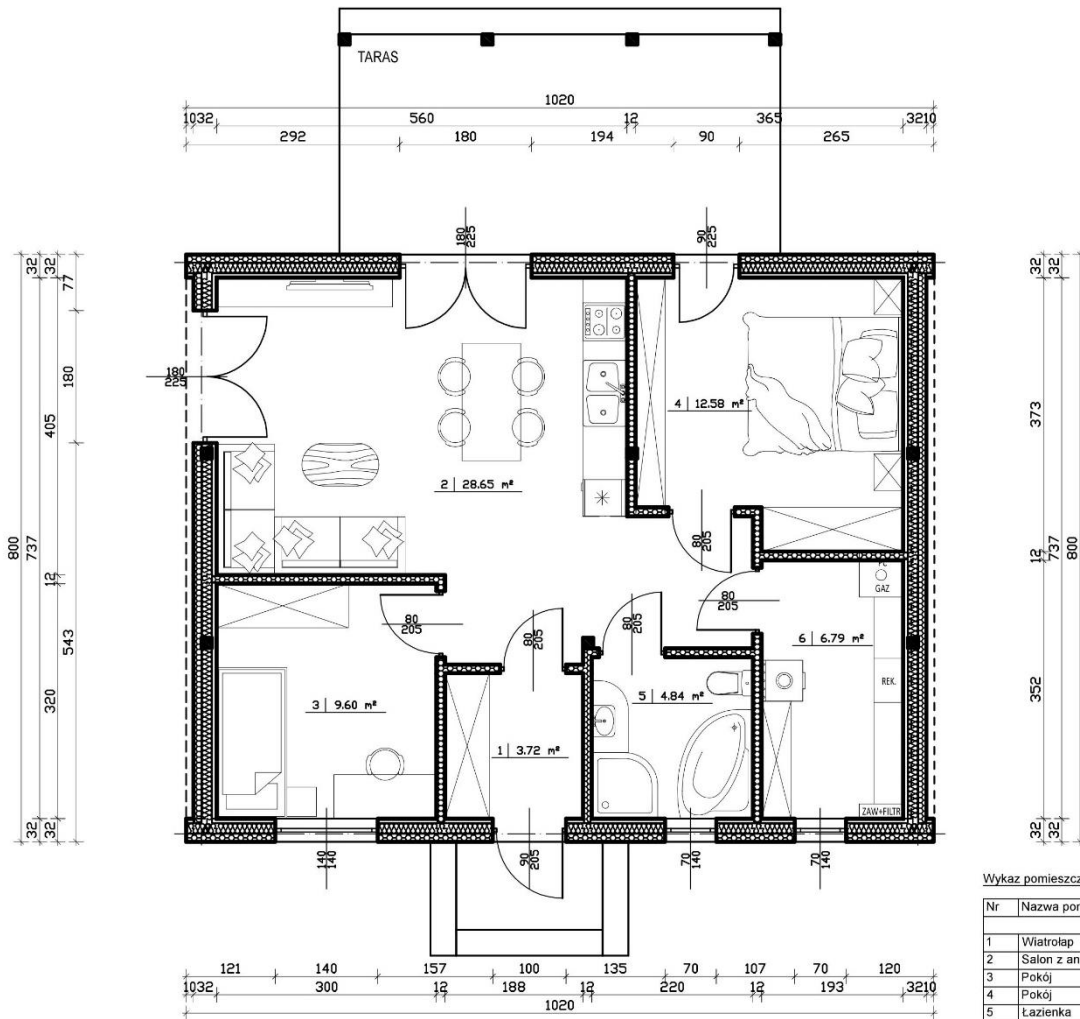 TARAS
1020
1032 560 12 365 3210
292 180 194 90 265
180
225
90
225
32 32
77
180
405
800
737
12
543
320
32 32
180
225
4 | 12.58 m²
2 | 28.65 m²
80
205
80
205
GAZ
80
205
80
205
80
205
6 | 6.79 m²
REK.
3 | 9.60 m²
5 | 4.84 m²
1 | 3.72 m²
ZAW+FILTR
140
140
90
205
70
140
70
140
32 32
373
12
737
800
352
32 32
121 140 157 100 135 70 107 70 120
1032 300 12 188 12 220 12 193 3210
1020
Wykaz pomieszcz
Nr Nazwa por
1 Wiatrołap
2 Salon z an
3 Pokój
4 Pokój
5 Łazienka